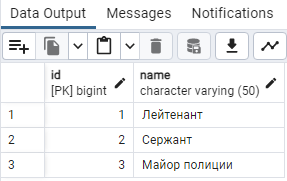 Data Output Messages Notifications
id name
[PK] bigint character varying (50)
1 1 Лейтенант
2 2 Сержант
3 3 Майор полиции